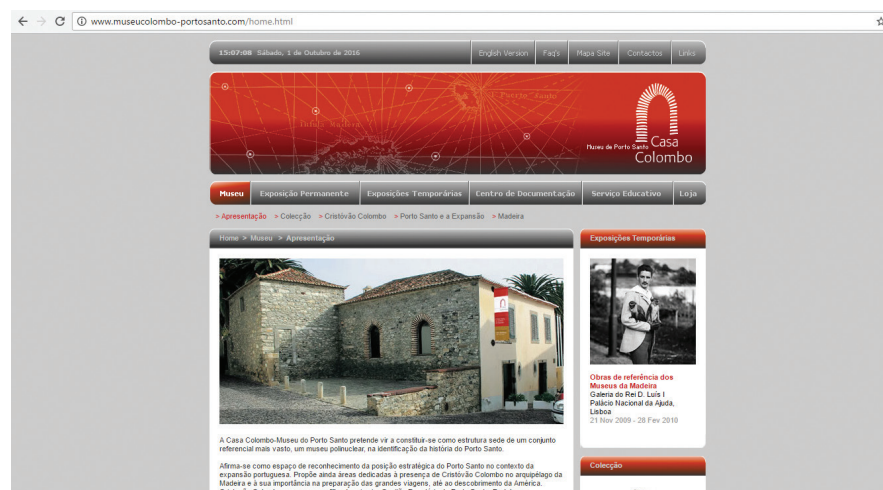 www.museucolombo-portosanto.com/home.html
15:07:08 Sábado, 1 de Outubro de 2016
English Version
Faq's
Mapa Site
Contactos
Links
Puerto Santo
Infula Madera
Museu de Porto Santo Casa
Colombo
Museu
Exposição Permanente
Exposições Temporárias
Centro de Documentação
Serviço Educativo
Loja
> Apresentação > Colecção > Cristóvão Colombo > Porto Santo e a Expansão > Madeira
Home > Museu > Apresentação
A Casa Colombo-Museu do Porto Santo pretende vir a constituir-se como estrutura sede de um conjunto
referencial mais vasto, um museu polinuclear, na identificação da história do Porto Santo.
Afirma-se como espaço de reconhecimento da posição estratégica do Porto Santo no contexto da
expansão portuguesa. Propõe ainda áreas dedicadas à presença de Cristóvão Colombo no arquipélago da
Madeira e à sua importância na preparação das grandes viagens, até ao descobrimento da América.
Exposições Temporárias
Obras de referência dos
Museus da Madeira
Galeria do Rei D. Luís I
Palácio Nacional da Ajuda,
Lisboa
21 Nov 2009 - 28 Fev 2010
Colecção